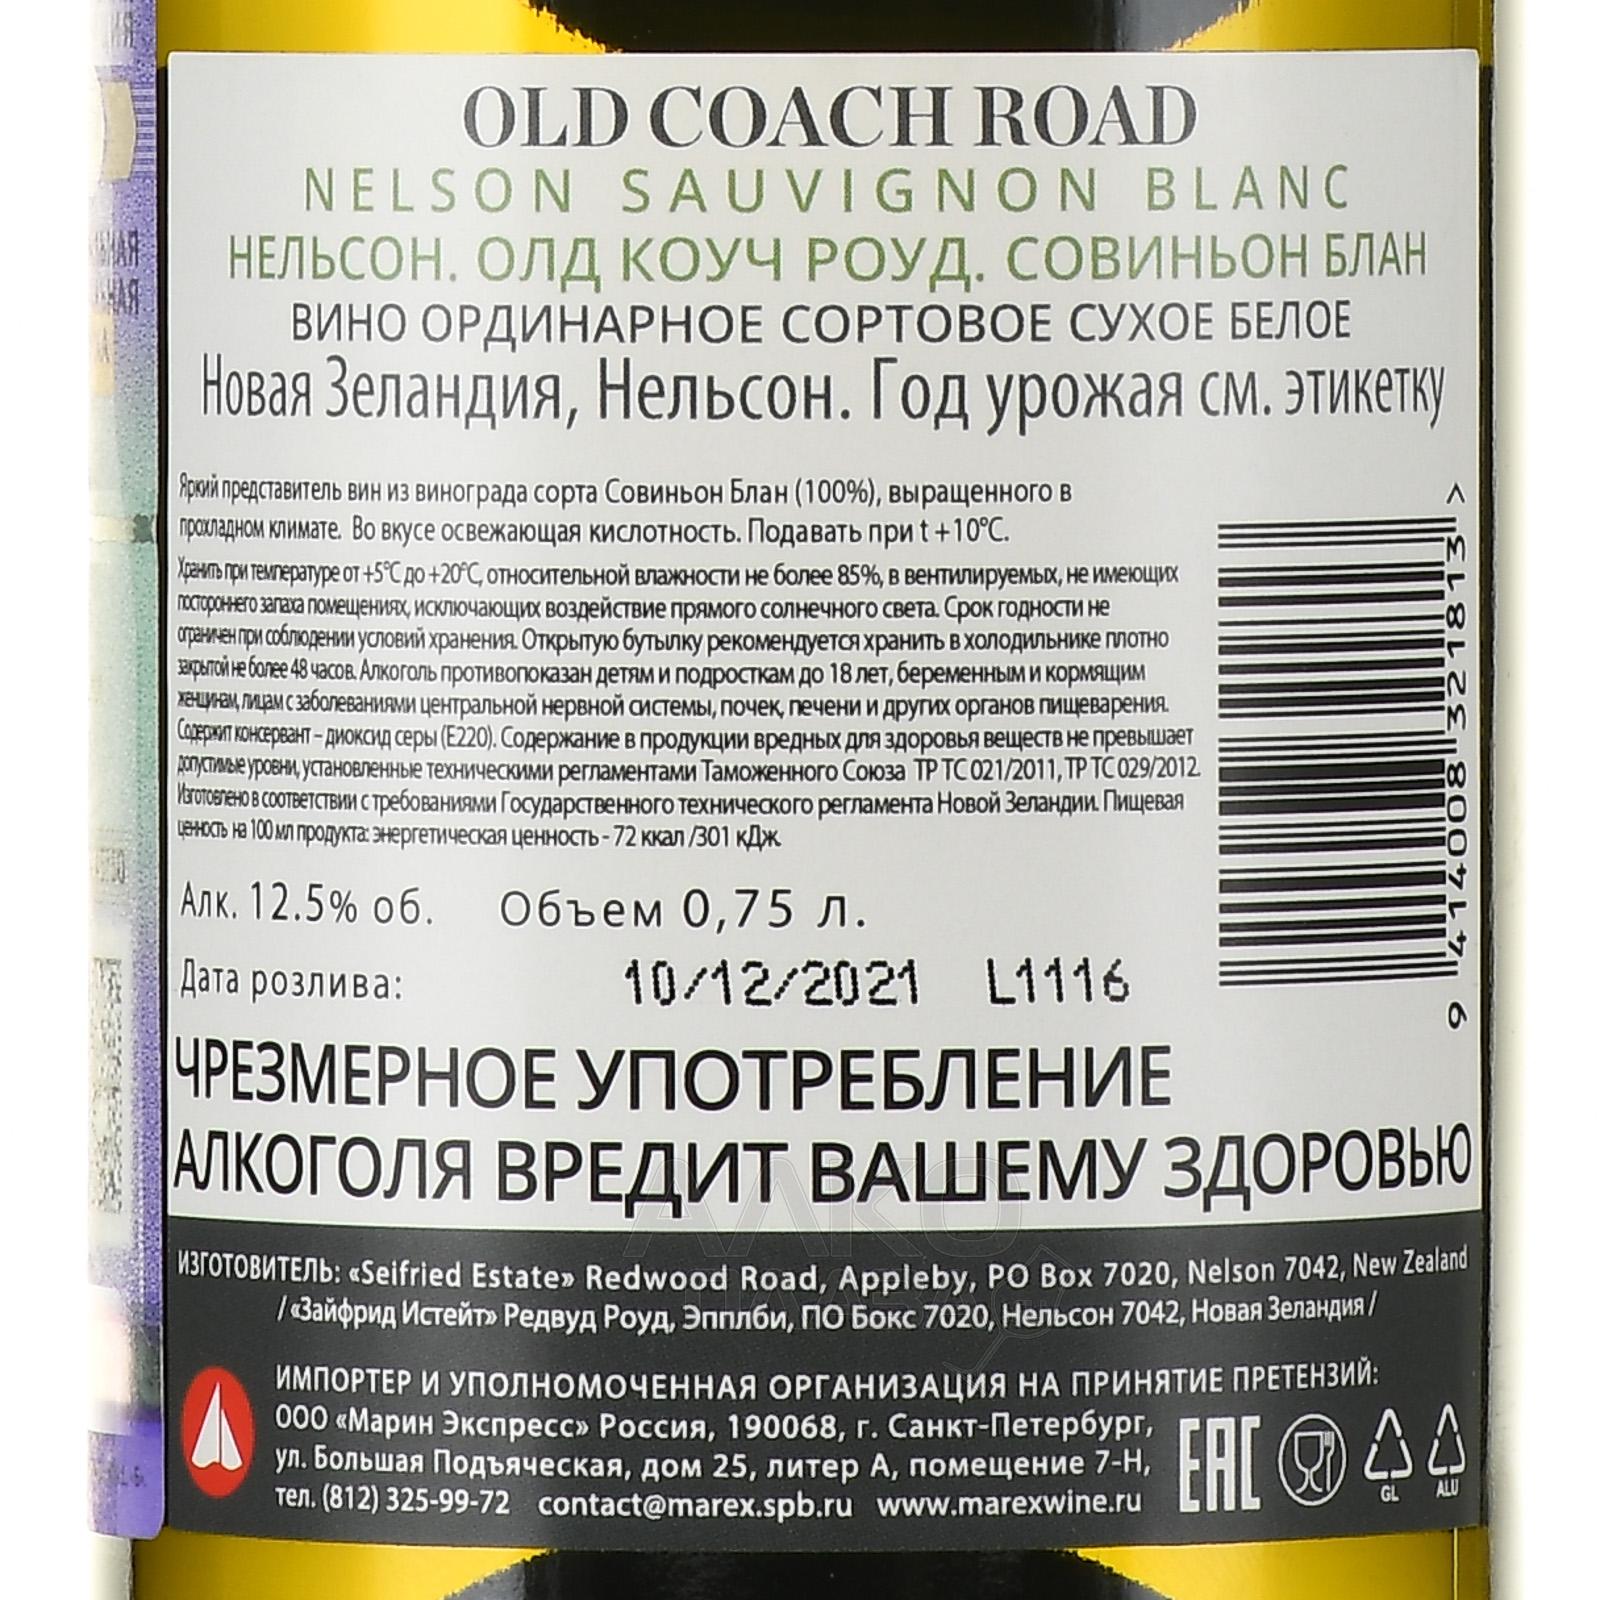 OLD COACH ROAD
NELSON SAUVIGNON BLANC
НЕЛЬСОН. ОЛД КОУЧ РОУД. СОВИНЬОН БЛАН
ВИНО ОРДИНАРНОЕ СОРТОВОЕ СУХОЕ БЕЛОЕ
Новая Зеландия, Нельсон. Год урожая см. этикетку
Яркий представитель вин из винограда сорта Совиньон Блан (100%), выращенного в
прохладном климате. Во вкусе освежающая кислотность. Подавать при t +10°C.
Хранить при температуре от +5°C до +20°C, относительной влажности не более 85%, в вентилируемых, не имеющих
постороннего запаха помещениях, исключающих воздействие прямого солнечного света. Срок годности не
ограничен при соблюдении условий хранения. Открытую бутылку рекомендуется хранить в холодильнике плотно
закрытой не более 48 часов. Алкоголь противопоказан детям и подросткам до 18 лет, беременным и кормящим
женщинам, лицам с заболеваниями центральной нервной системы, почек, печени и других органов пищеварения.
Содержит консервант – диоксид серы (Е220). Содержание в продукции вредных для здоровья веществ не превышает
допустимые уровни, установленные техническими регламентами Таможенного Союза ТР ТС 021/2011, ТР ТС 029/2012.
Изготовлено в соответствии с требованиями Государственного технического регламента Новой Зеландии. Пищевая
ценность на 100 мл продукта: энергетическая ценность - 72 ккал /301 кДж
9 414008 321813 >
Алк. 12.5% об. Объем 0,75 л.
Дата розлива: 10/12/2021 L1116
ЧРЕЗМЕРНОЕ УПОТРЕБЛЕНИЕ
АЛКОГОЛЯ ВРЕДИТ ВАШЕМУ ЗДОРОВЬЮ
ИЗГОТОВИТЕЛЬ: «Seifried Estate» Redwood Road, Appleby, PO Box 7020, Nelson 7042, New Zealand
/ «Зайфрид Истейт» Редвуд Роуд, Эпплби, ПО Бокс 7020, Нельсон 7042, Новая Зеландия /
ИМПОРТЕР И УПОЛНОМОЧЕННАЯ ОРГАНИЗАЦИЯ НА ПРИНЯТИЕ ПРЕТЕНЗИЙ:
ООО «Марин Экспресс» Россия, 190068, г. Санкт-Петербург,
ул. Большая Подъяческая, дом 25, литер А, помещение 7-Н,
тел. (812) 325-99-72 contact@marex.spb.ru www.marexwine.ru
EAC
GL
ALU